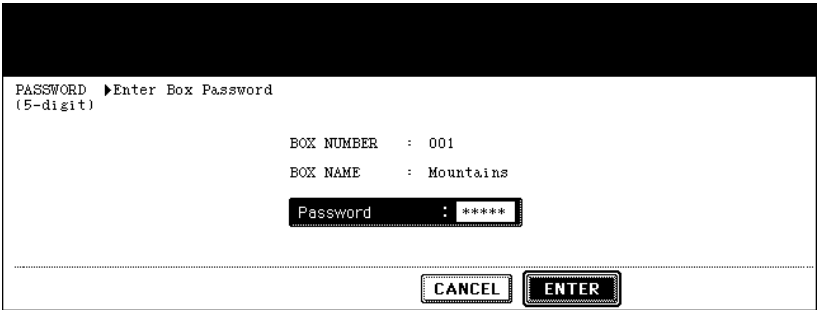 PASSWORD ▶Enter Box Password
(5-digit)
BOX NUMBER : 001
BOX NAME : Mountains
Password : *****
CANCEL ENTER